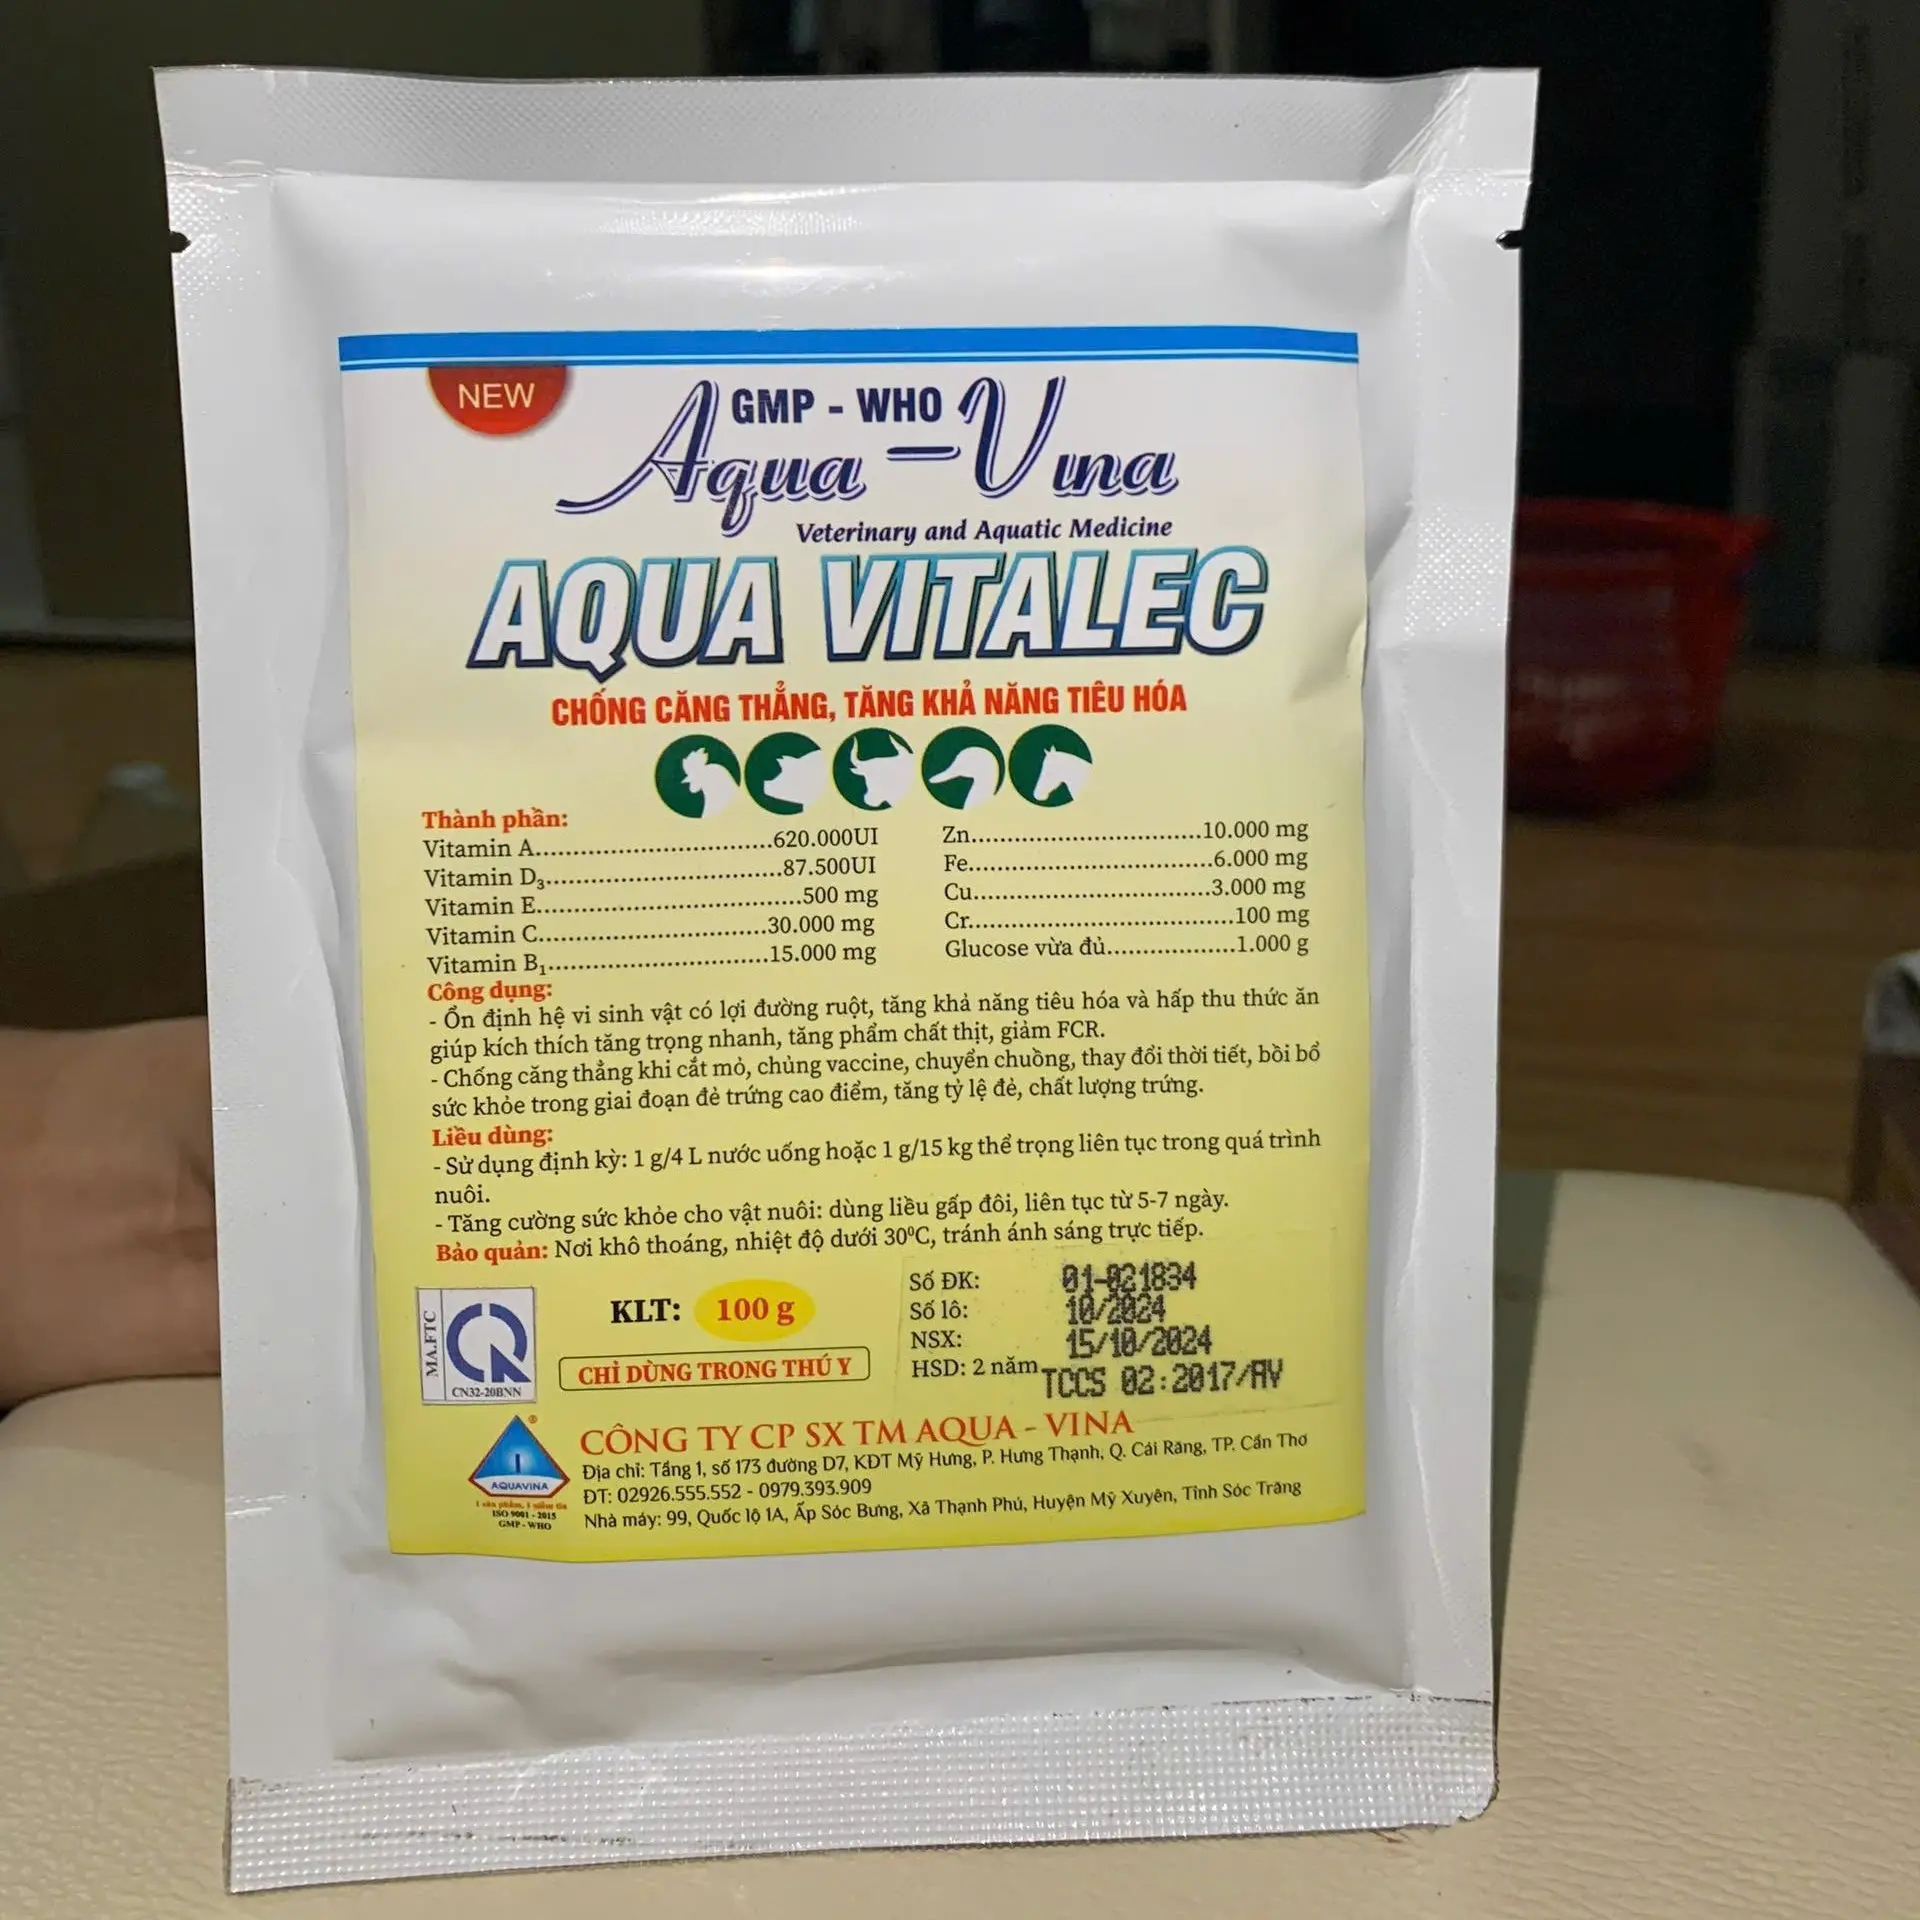 NEW
GMP - WHO
Aqua - Vina
Veterinary and Aquatic Medicine
AQUA VITALEC
CHỐNG CĂNG THẲNG, TĂNG KHẢ NĂNG TIÊU HÓA
Thành phần:
Vitamin A....................................620.000UI
Vitamin D₃....................................87.500UI
Vitamin E........................................500 mg
Vitamin C..................................30.000 mg
Vitamin B₁.................................15.000 mg
Zn..................................10.000 mg
Fe....................................6.000 mg
Cu...................................3.000 mg
Cr.......................................100 mg
Glucose vừa đủ...................1.000 g
Công dụng:
- Ổn định hệ vi sinh vật có lợi đường ruột, tăng khả năng tiêu hóa và hấp thu thức ăn
giúp kích thích tăng trọng nhanh, tăng phẩm chất thịt, giảm FCR.
- Chống căng thẳng khi cắt mỏ, chủng vaccine, chuyển chuồng, thay đổi thời tiết, bồi bổ
sức khỏe trong giai đoạn đẻ trứng cao điểm, tăng tỷ lệ đẻ, chất lượng trứng.
Liều dùng:
- Sử dụng định kỳ: 1 g/4 L nước uống hoặc 1 g/15 kg thể trọng liên tục trong quá trình
nuôi.
- Tăng cường sức khỏe cho vật nuôi: dùng liều gấp đôi, liên tục từ 5-7 ngày.
Bảo quản: Nơi khô thoáng, nhiệt độ dưới 30⁰C, tránh ánh sáng trực tiếp.
MA.FTC
CN32-20BNN
KLT: 100 g
CHỈ DÙNG TRONG THÚ Y
Số ĐK: 01-021834
Số lô: 10/2024
NSX: 15/10/2024
HSD: 2 năm TCCS 02:2017/AV
AQUAVINA
®
1 sản phẩm, 1 niềm tin
ISO 9001 - 2015
GMP - WHO
CÔNG TY CP SX TM AQUA - VINA
Địa chỉ: Tầng 1, số 173 đường D7, KĐT Mỹ Hưng, P. Hưng Thạnh, Q. Cái Răng, TP. Cần Thơ
ĐT: 02926.555.552 - 0979.393.909
Nhà máy: 99, Quốc lộ 1A, Ấp Sóc Bưng, Xã Thạnh Phú, Huyện Mỹ Xuyên, Tỉnh Sóc Trăng